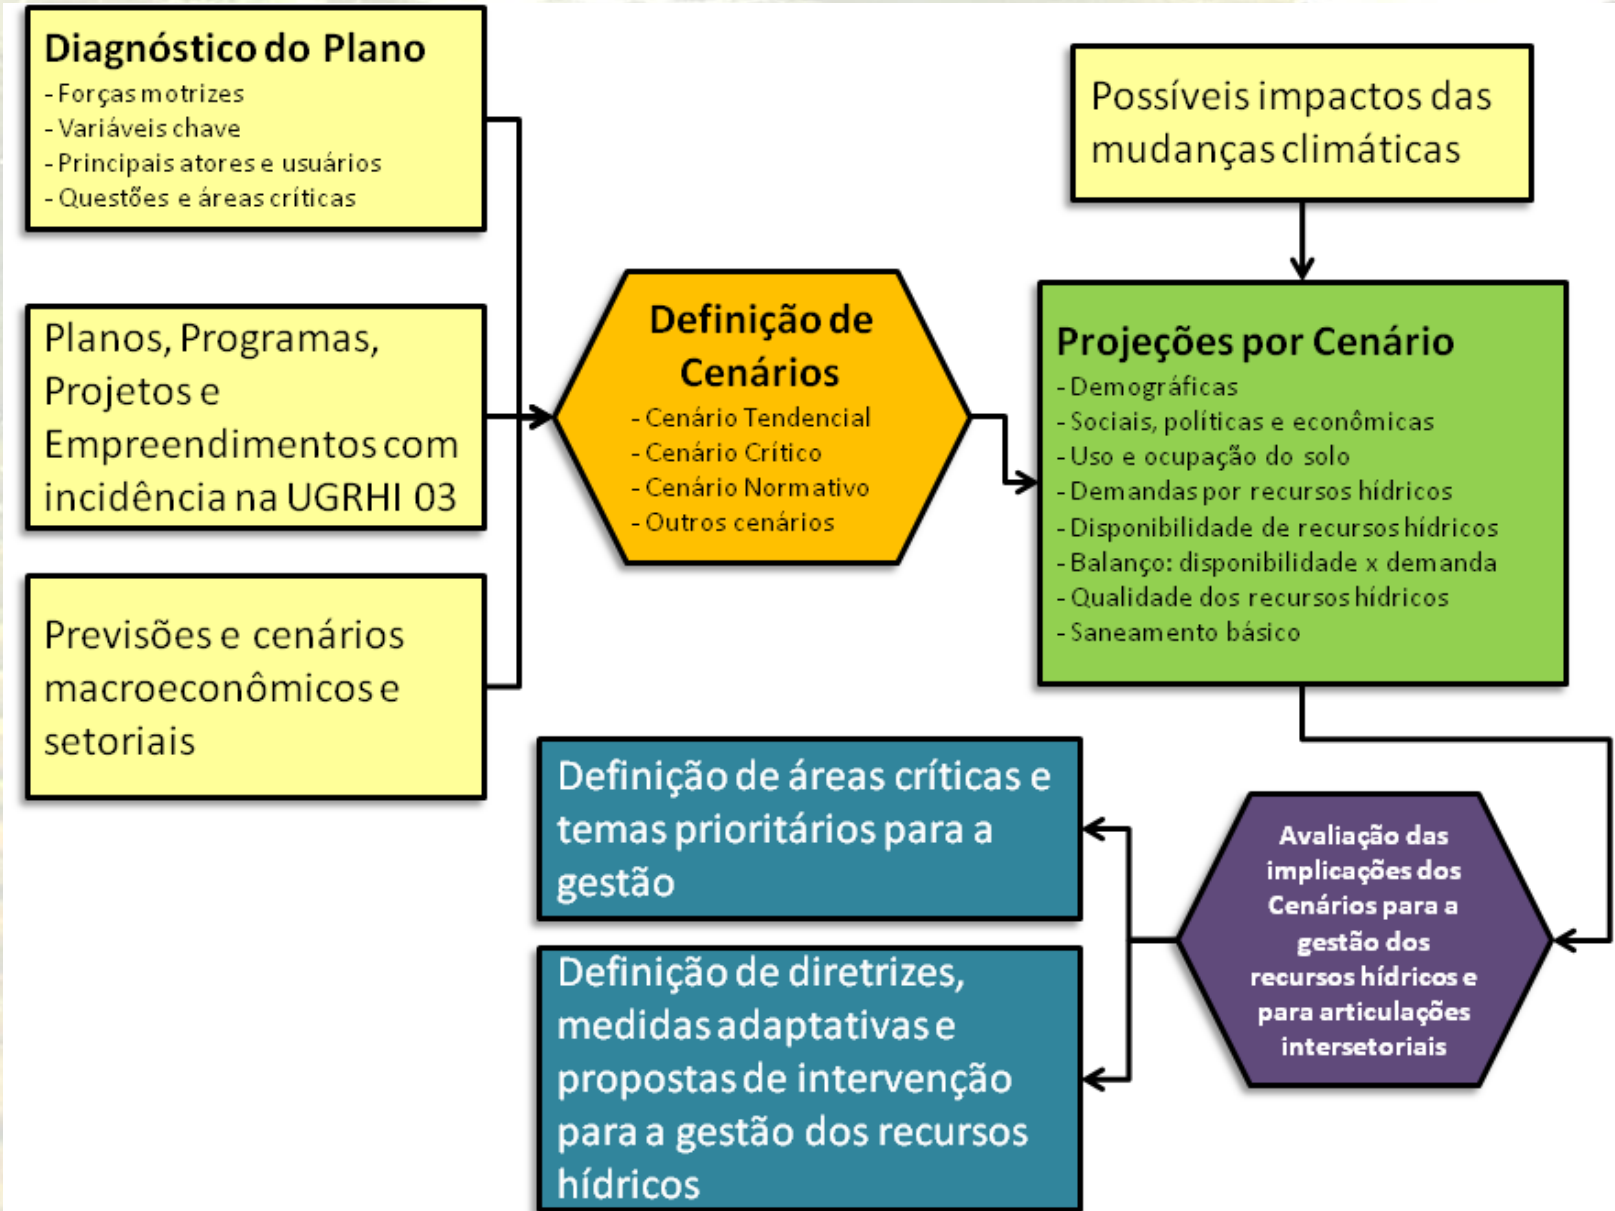 Diagnóstico do Plano
- Forças motrizes
- Variáveis chave
- Principais atores e usuários
- Questões e áreas críticas
Planos, Programas,
Projetos e
Empreendimentos com
incidência na UGRHI 03
Previsões e cenários
macroeconômicos e
setoriais
Definição de
Cenários
- Cenário Tendencial
- Cenário Crítico
- Cenário Normativo
- Outros cenários
Possíveis impactos das
mudanças climáticas
Projeções por Cenário
- Demográficas
- Sociais, políticas e econômicas
- Uso e ocupação do solo
- Demandas por recursos hídricos
- Disponibilidade de recursos hídricos
- Balanço: disponibilidade x demanda
- Qualidade dos recursos hídricos
- Saneamento básico
Avaliação das
implicações dos
Cenários para a
gestão dos
recursos hídricos e
para articulações
intersetoriais
Definição de áreas críticas e
temas prioritários para a
gestão
Definição de diretrizes,
medidas adaptativas e
propostas de intervenção
para a gestão dos recursos
hídricos